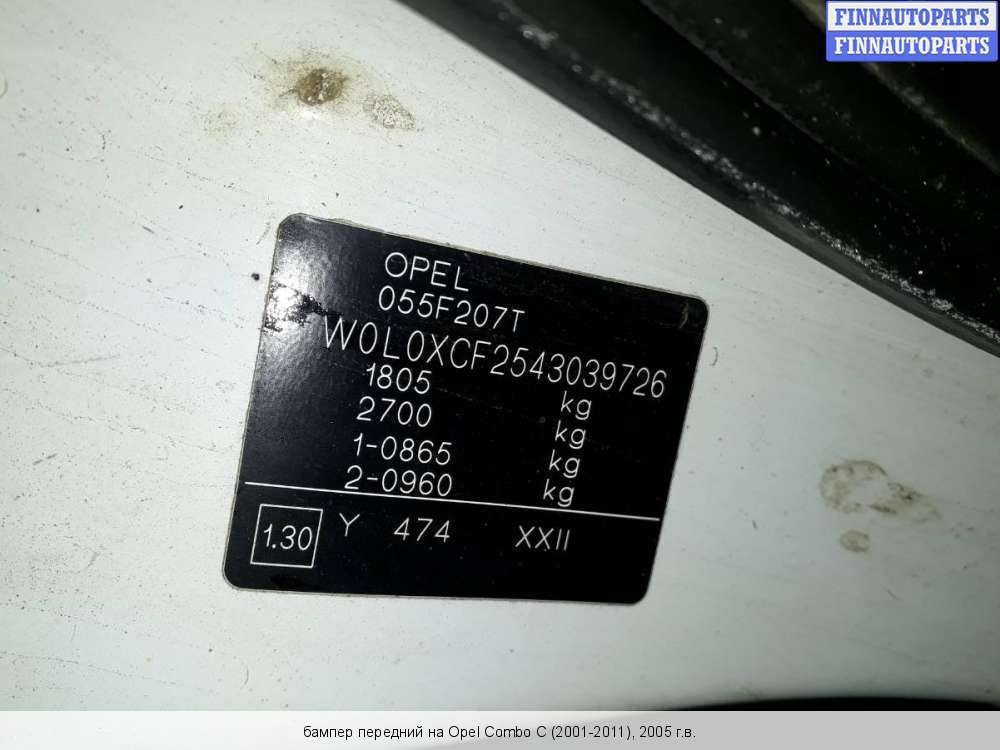 FINNAUTOPARTS
FINNAUTOPARTS
OPEL
055F207T
W0L0XCF2543039726
1805 kg
2700 kg
1-0865 kg
2-0960 kg
1.30 Y 474 XXII
бампер передний на Opel Combo C (2001-2011), 2005 г.в.